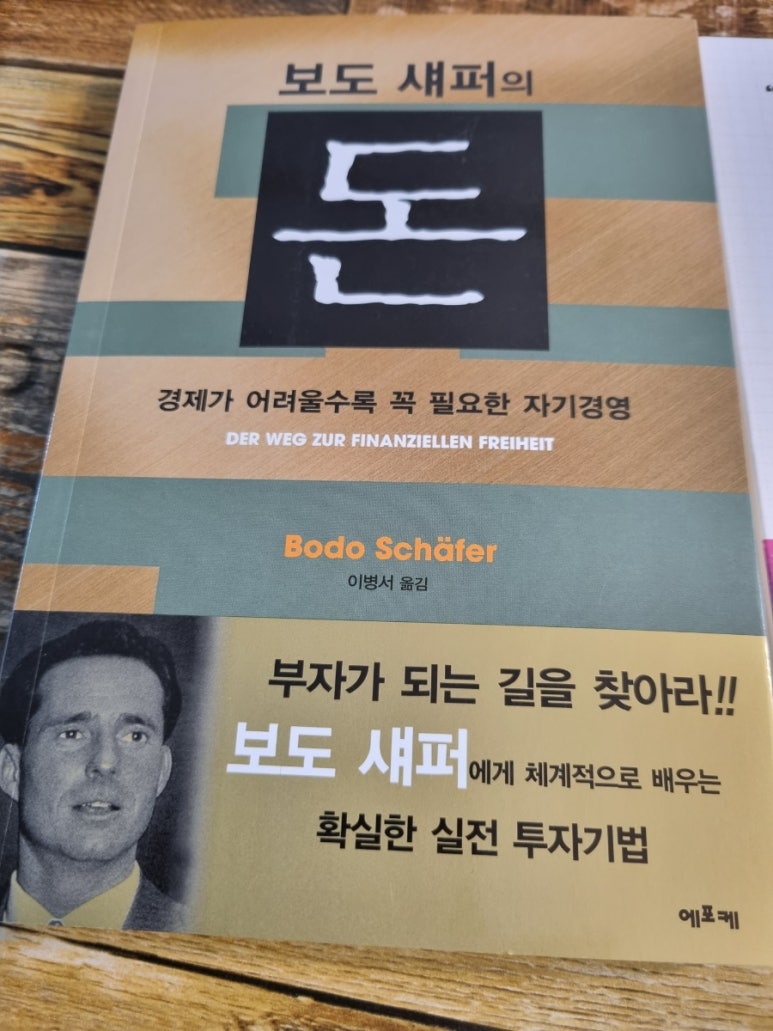 보도 섀퍼의
돈
경제가 어려울수록 꼭 필요한 자기경영
DER WEG ZUR FINANZIELLEN FREIHEIT
Bodo Schäfer
이병서 옮김
부자가 되는 길을 찾아라!!
보도 섀퍼에게 체계적으로 배우는
확실한 실전 투자기법
에포케